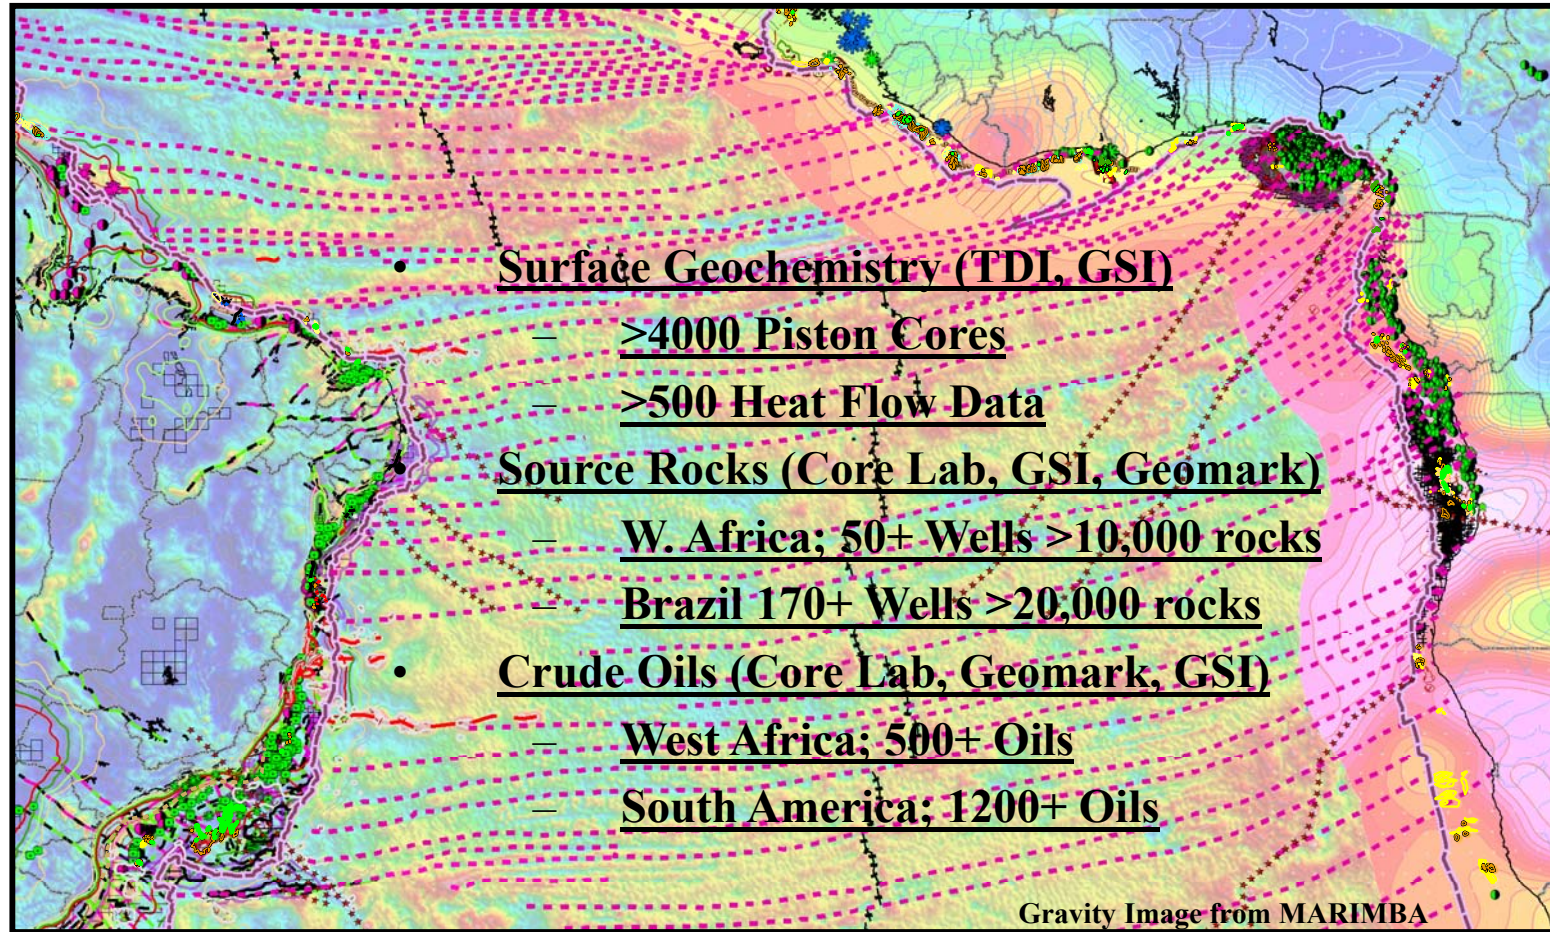 • Surface Geochemistry (TDI, GSI)
– >4000 Piston Cores
– >500 Heat Flow Data
• Source Rocks (Core Lab, GSI, Geomark)
– W. Africa; 50+ Wells >10,000 rocks
– Brazil 170+ Wells >20,000 rocks
• Crude Oils (Core Lab, Geomark, GSI)
– West Africa; 500+ Oils
– South America; 1200+ Oils
Gravity Image from MARIMBA